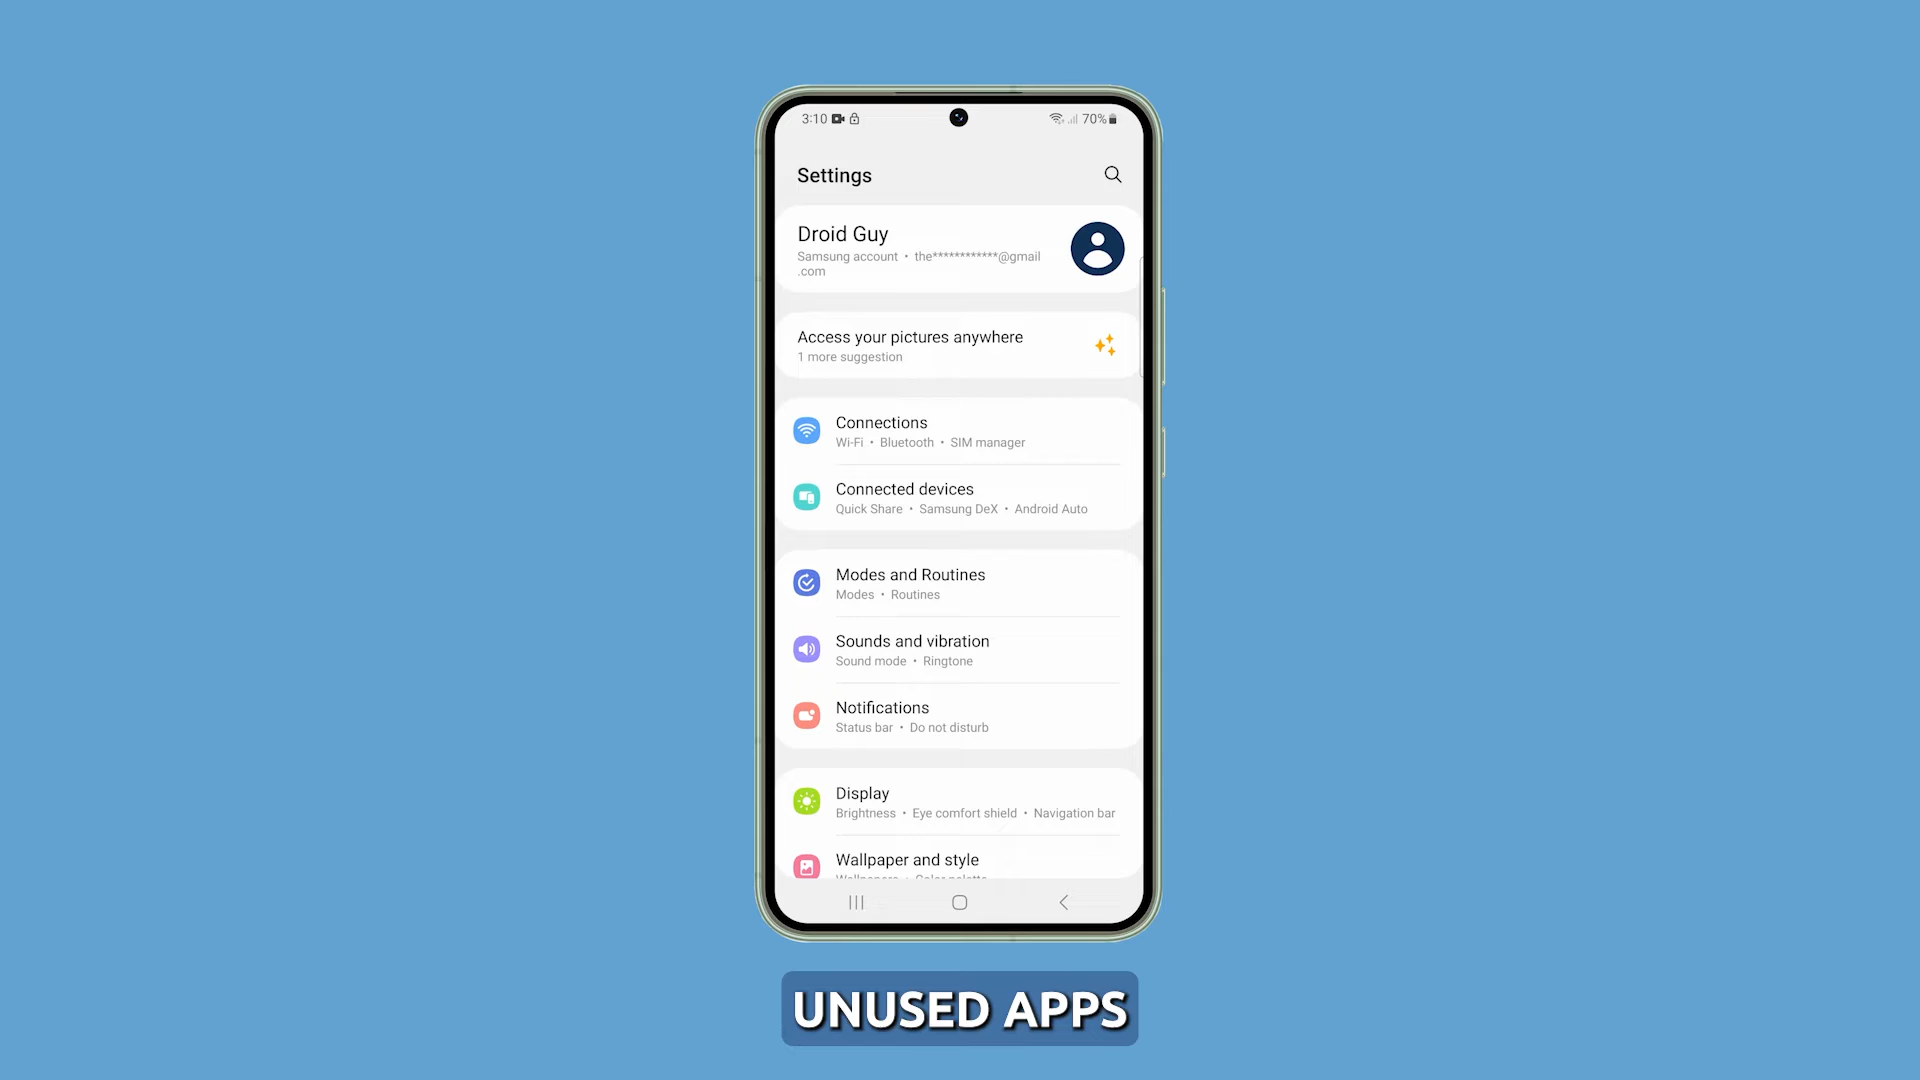 3:10 70%
Settings
Droid Guy
Samsung account • the************@gmail
.com
Access your pictures anywhere
1 more suggestion
Connections
Wi-Fi • Bluetooth • SIM manager
Connected devices
Quick Share • Samsung DeX • Android Auto
Modes and Routines
Modes • Routines
Sounds and vibration
Sound mode • Ringtone
Notifications
Status bar • Do not disturb
Display
Brightness • Eye comfort shield • Navigation bar
Wallpaper and style
Wallpapers • Color palette
UNUSED APPS